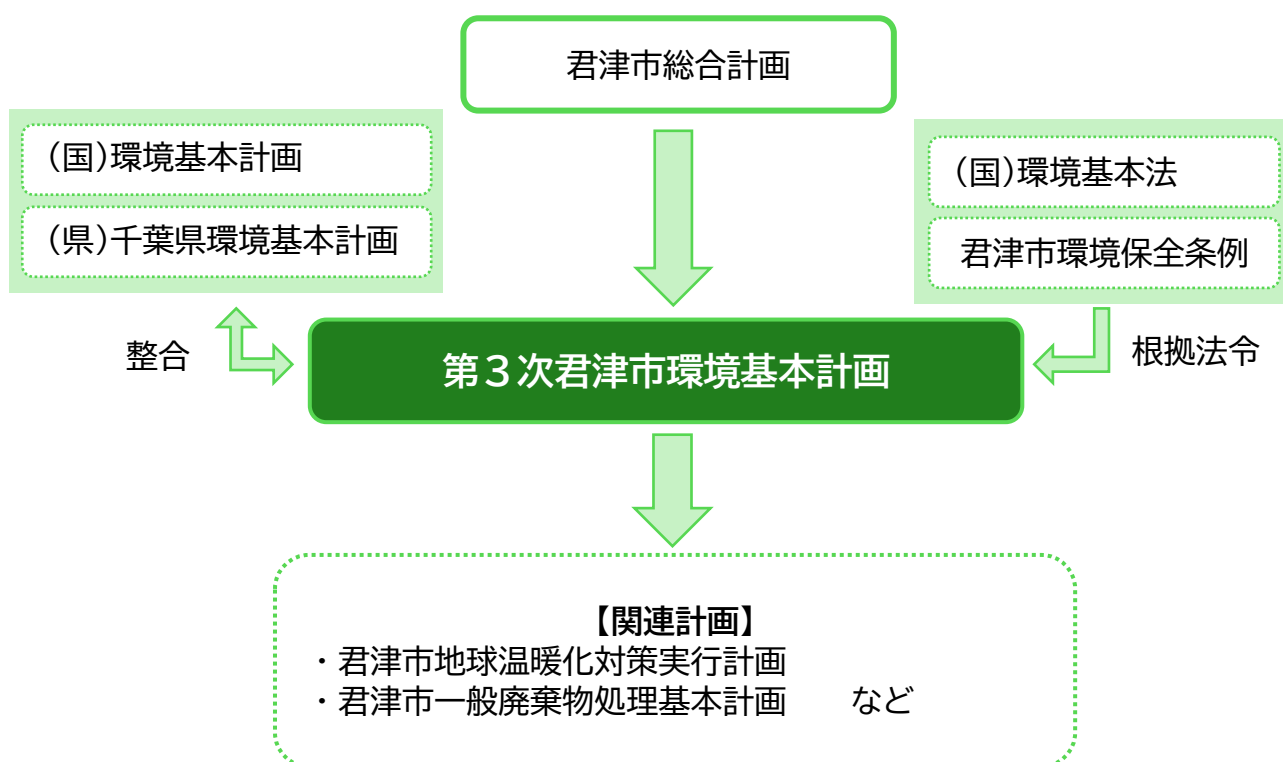 君津市総合計画
(国)環境基本計画
(県)千葉県環境基本計画
(国)環境基本法
君津市環境保全条例
整合
第３次君津市環境基本計画
根拠法令
【関連計画】
・君津市地球温暖化対策実行計画
・君津市一般廃棄物処理基本計画　　など